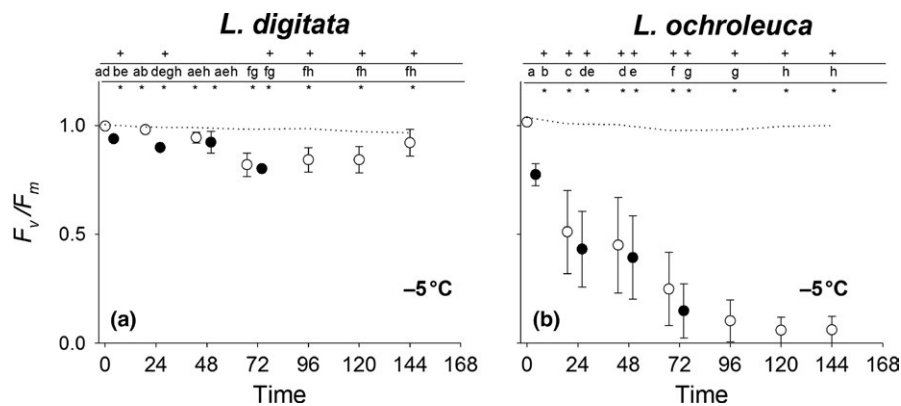 L. digitata
L. ochroleuca
+ + + + + +
ad be ab degh aeh aeh fg fg fh fh fh
* * * * * * * * * *
+ + + + + + + + + +
a b c de d e f g g h h
* * * * * * * * * *
1.0
0.5
0.0
Fv/Fm
–5 °C
(a)
0 24 48 72 96 120 144 168
Time
–5 °C
(b)
0 24 48 72 96 120 144 168
Time